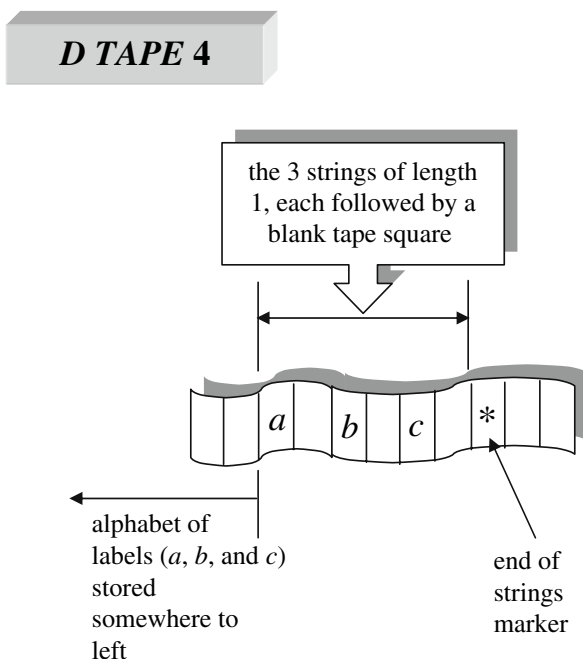 D TAPE 4
the 3 strings of length
1, each followed by a
blank tape square
a b c *
alphabet of
labels (a, b, and c)
stored
somewhere to
left
end of
strings
marker